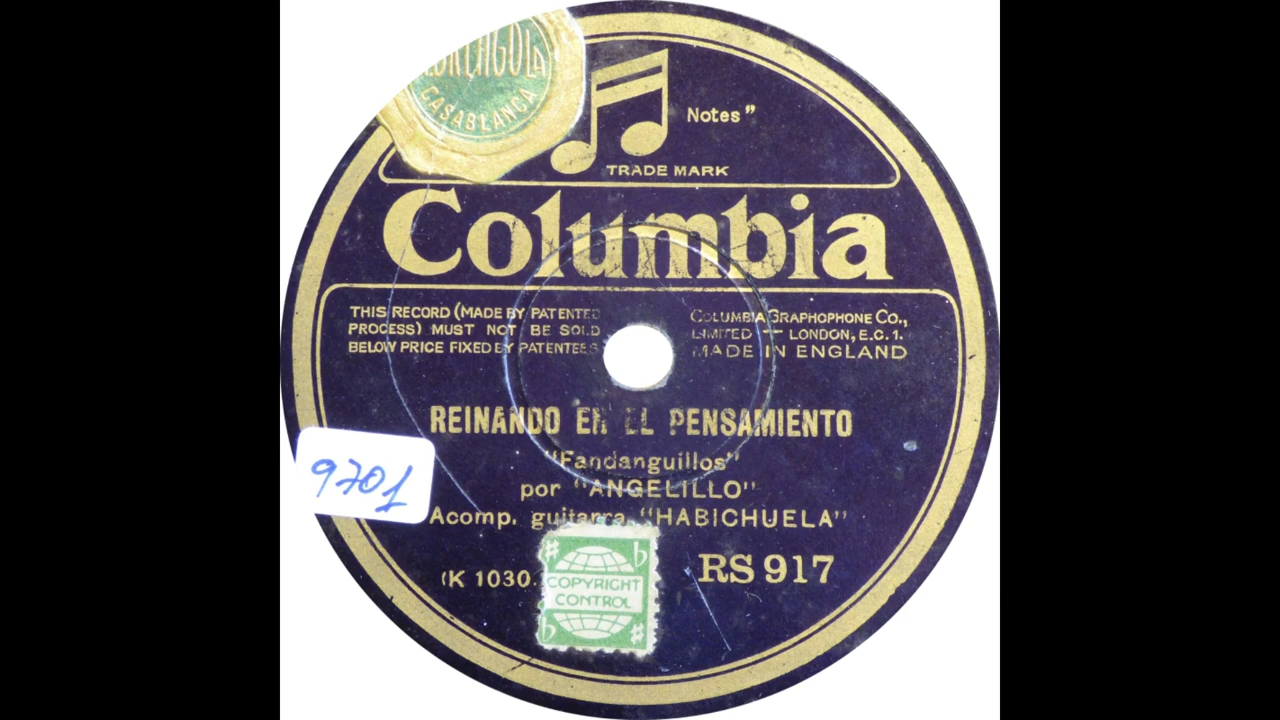 CASABLANCA
Notes"
TRADE MARK
Columbia
THIS RECORD (MADE BY PATENTED
PROCESS) MUST NOT BE SOLD
BELOW PRICE FIXED BY PATENTEES
COLUMBIA GRAPHOPHONE CO.,
LIMITED — LONDON, E.C.1.
MADE IN ENGLAND
REINANDO EN EL PENSAMIENTO
"Fandanguillos"
por "ANGELILLO"
Acomp. guitarra "HABICHUELA"
9701
(K 1030.
RS 917
COPYRIGHT
CONTROL